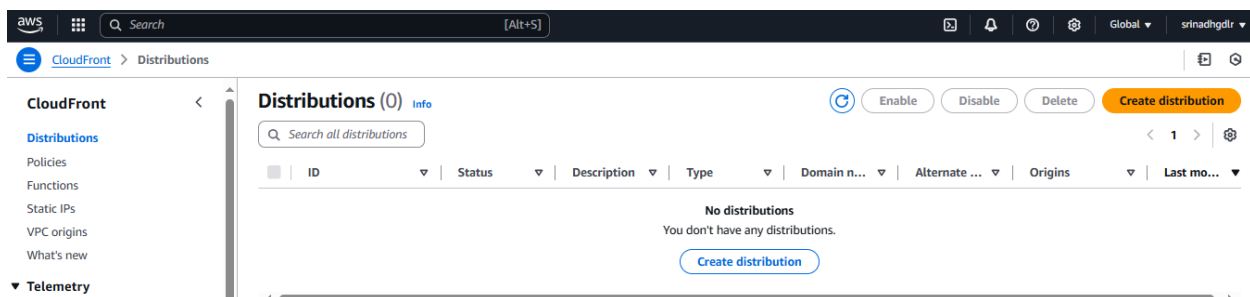 aws Search [Alt+S] Global srinadhgdlr
CloudFront > Distributions
CloudFront
Distributions
Policies
Functions
Static IPs
VPC origins
What's new
Telemetry
Distributions (0) Info Enable Disable Delete Create distribution
Search all distributions 1
ID Status Description Type Domain n... Alternate ... Origins Last mo...
No distributions
You don't have any distributions.
Create distribution